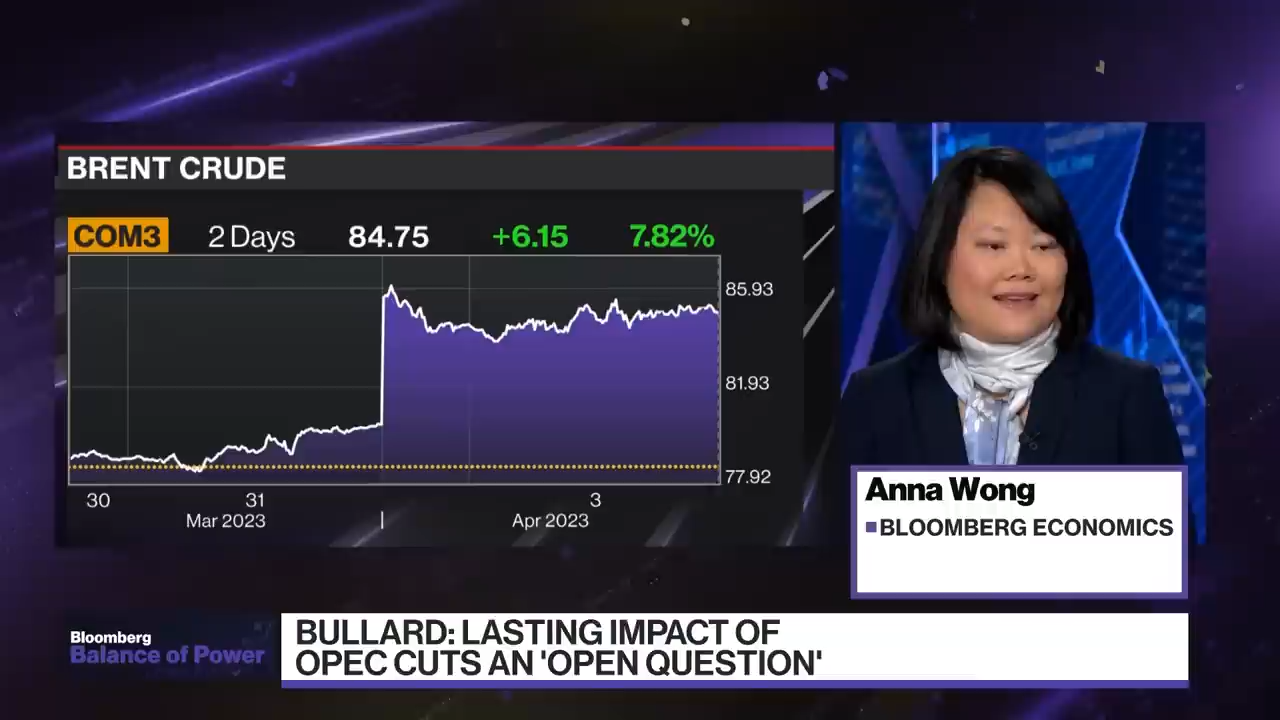 BRENT CRUDE
COM3 2 Days 84.75 +6.15 7.82%
85.93
81.93
77.92
30 31 3
Mar 2023 | Apr 2023
Anna Wong
BLOOMBERG ECONOMICS
Bloomberg
Balance of Power
BULLARD: LASTING IMPACT OF
OPEC CUTS AN 'OPEN QUESTION'